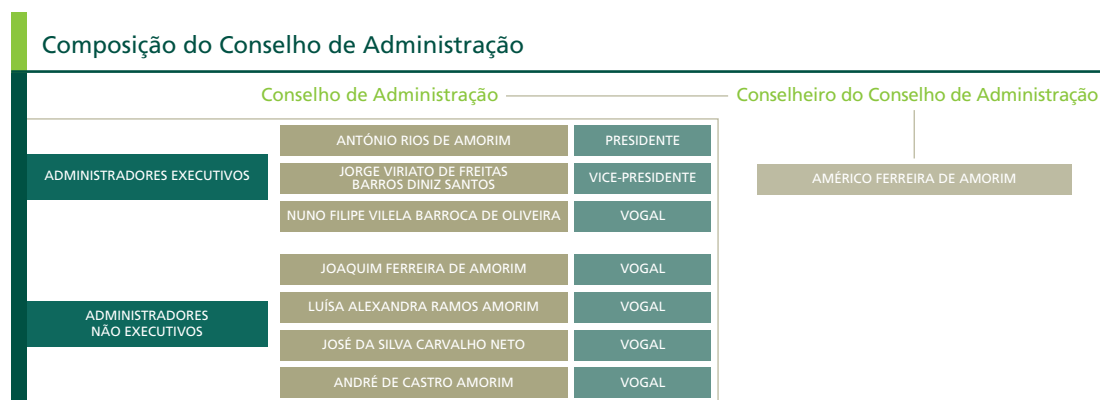 Composição do Conselho de Administração
Conselho de Administração
Conselheiro do Conselho de Administração
ADMINISTRADORES EXECUTIVOS
ANTÓNIO RIOS DE AMORIM
PRESIDENTE
JORGE VIRIATO DE FREITAS
BARROS DINIZ SANTOS
VICE-PRESIDENTE
NUNO FILIPE VILELA BARROCA DE OLIVEIRA
VOGAL
AMÉRICO FERREIRA DE AMORIM
ADMINISTRADORES
NÃO EXECUTIVOS
JOAQUIM FERREIRA DE AMORIM
VOGAL
LUÍSA ALEXANDRA RAMOS AMORIM
VOGAL
JOSÉ DA SILVA CARVALHO NETO
VOGAL
ANDRÉ DE CASTRO AMORIM
VOGAL